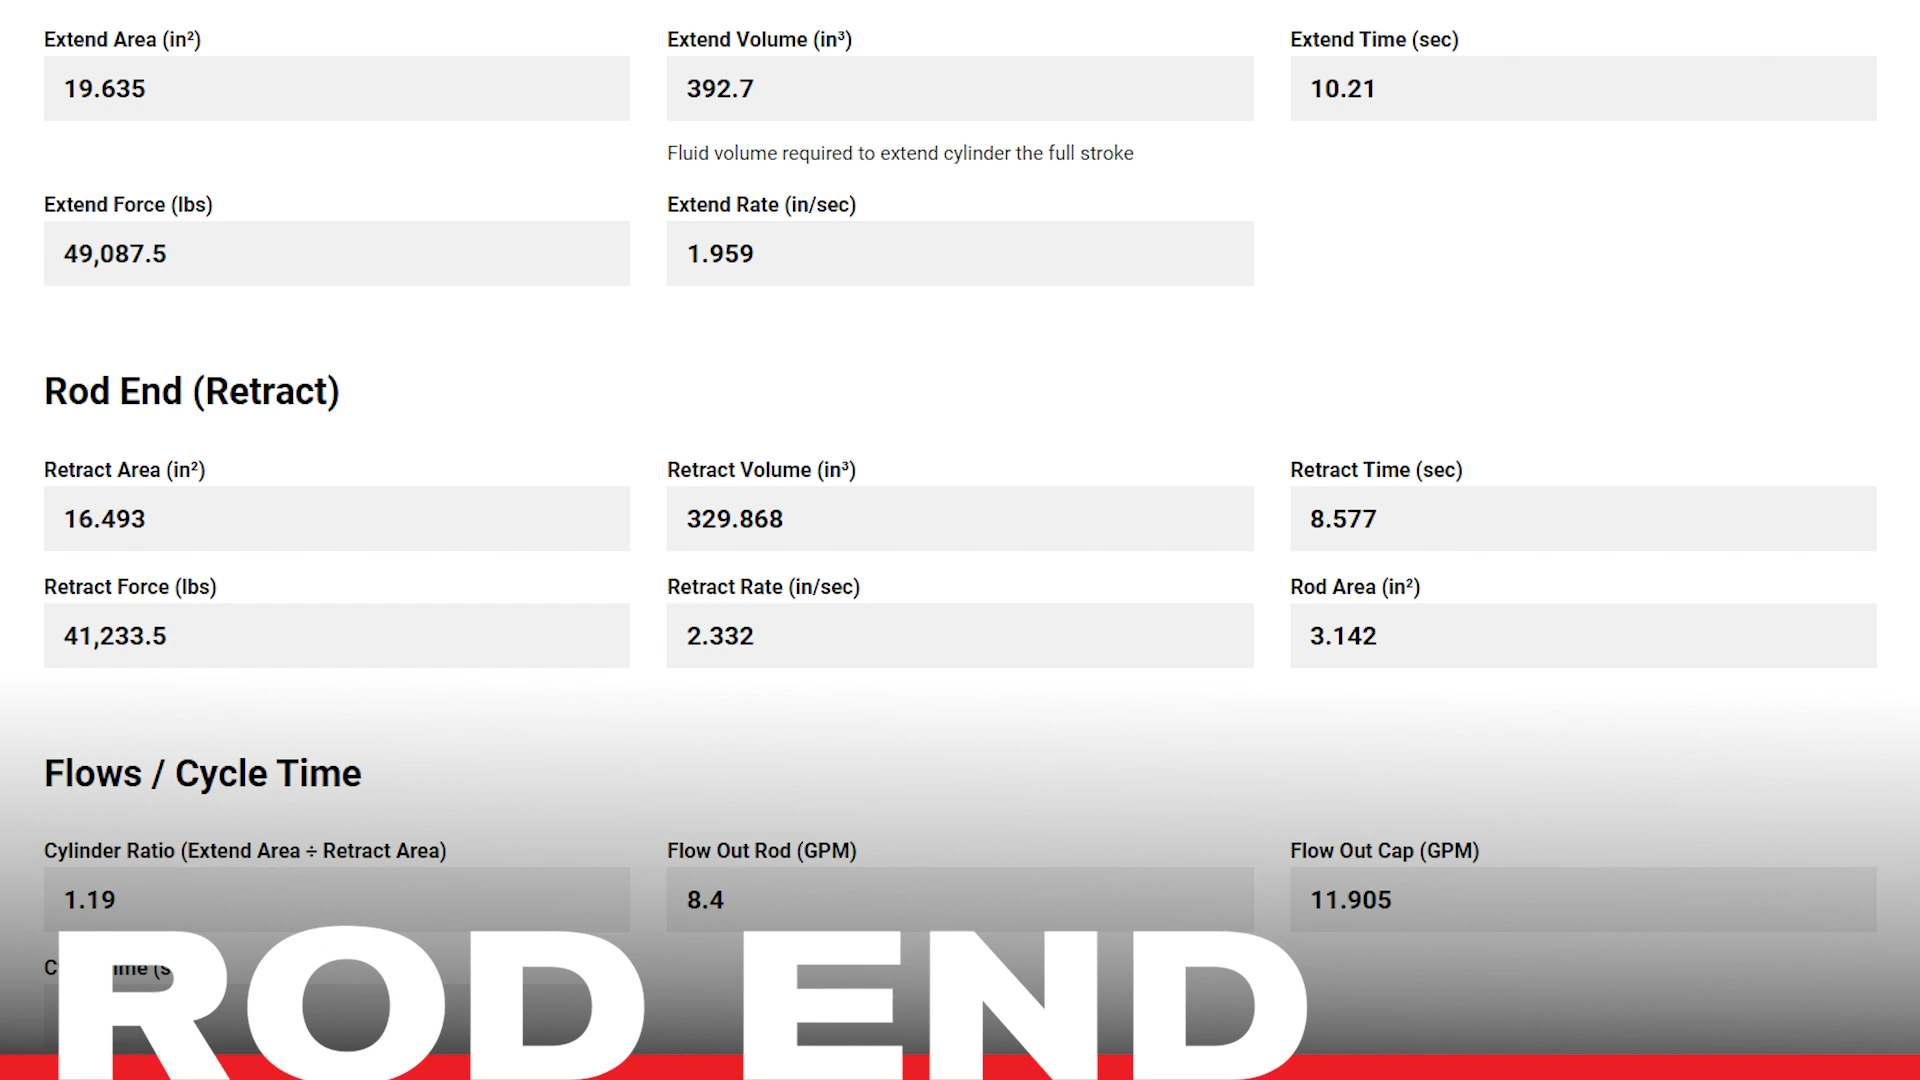 Extend Area (in²) Extend Volume (in³) Extend Time (sec)
19.635 392.7 10.21
Fluid volume required to extend cylinder the full stroke
Extend Force (lbs) Extend Rate (in/sec)
49,087.5 1.959
Rod End (Retract)
Retract Area (in²) Retract Volume (in³) Retract Time (sec)
16.493 329.868 8.577
Retract Force (lbs) Retract Rate (in/sec) Rod Area (in²)
41,233.5 2.332 3.142
Flows / Cycle Time
Cylinder Ratio (Extend Area ÷ Retract Area) Flow Out Rod (GPM) Flow Out Cap (GPM)
1.19 8.4 11.905
ROD END